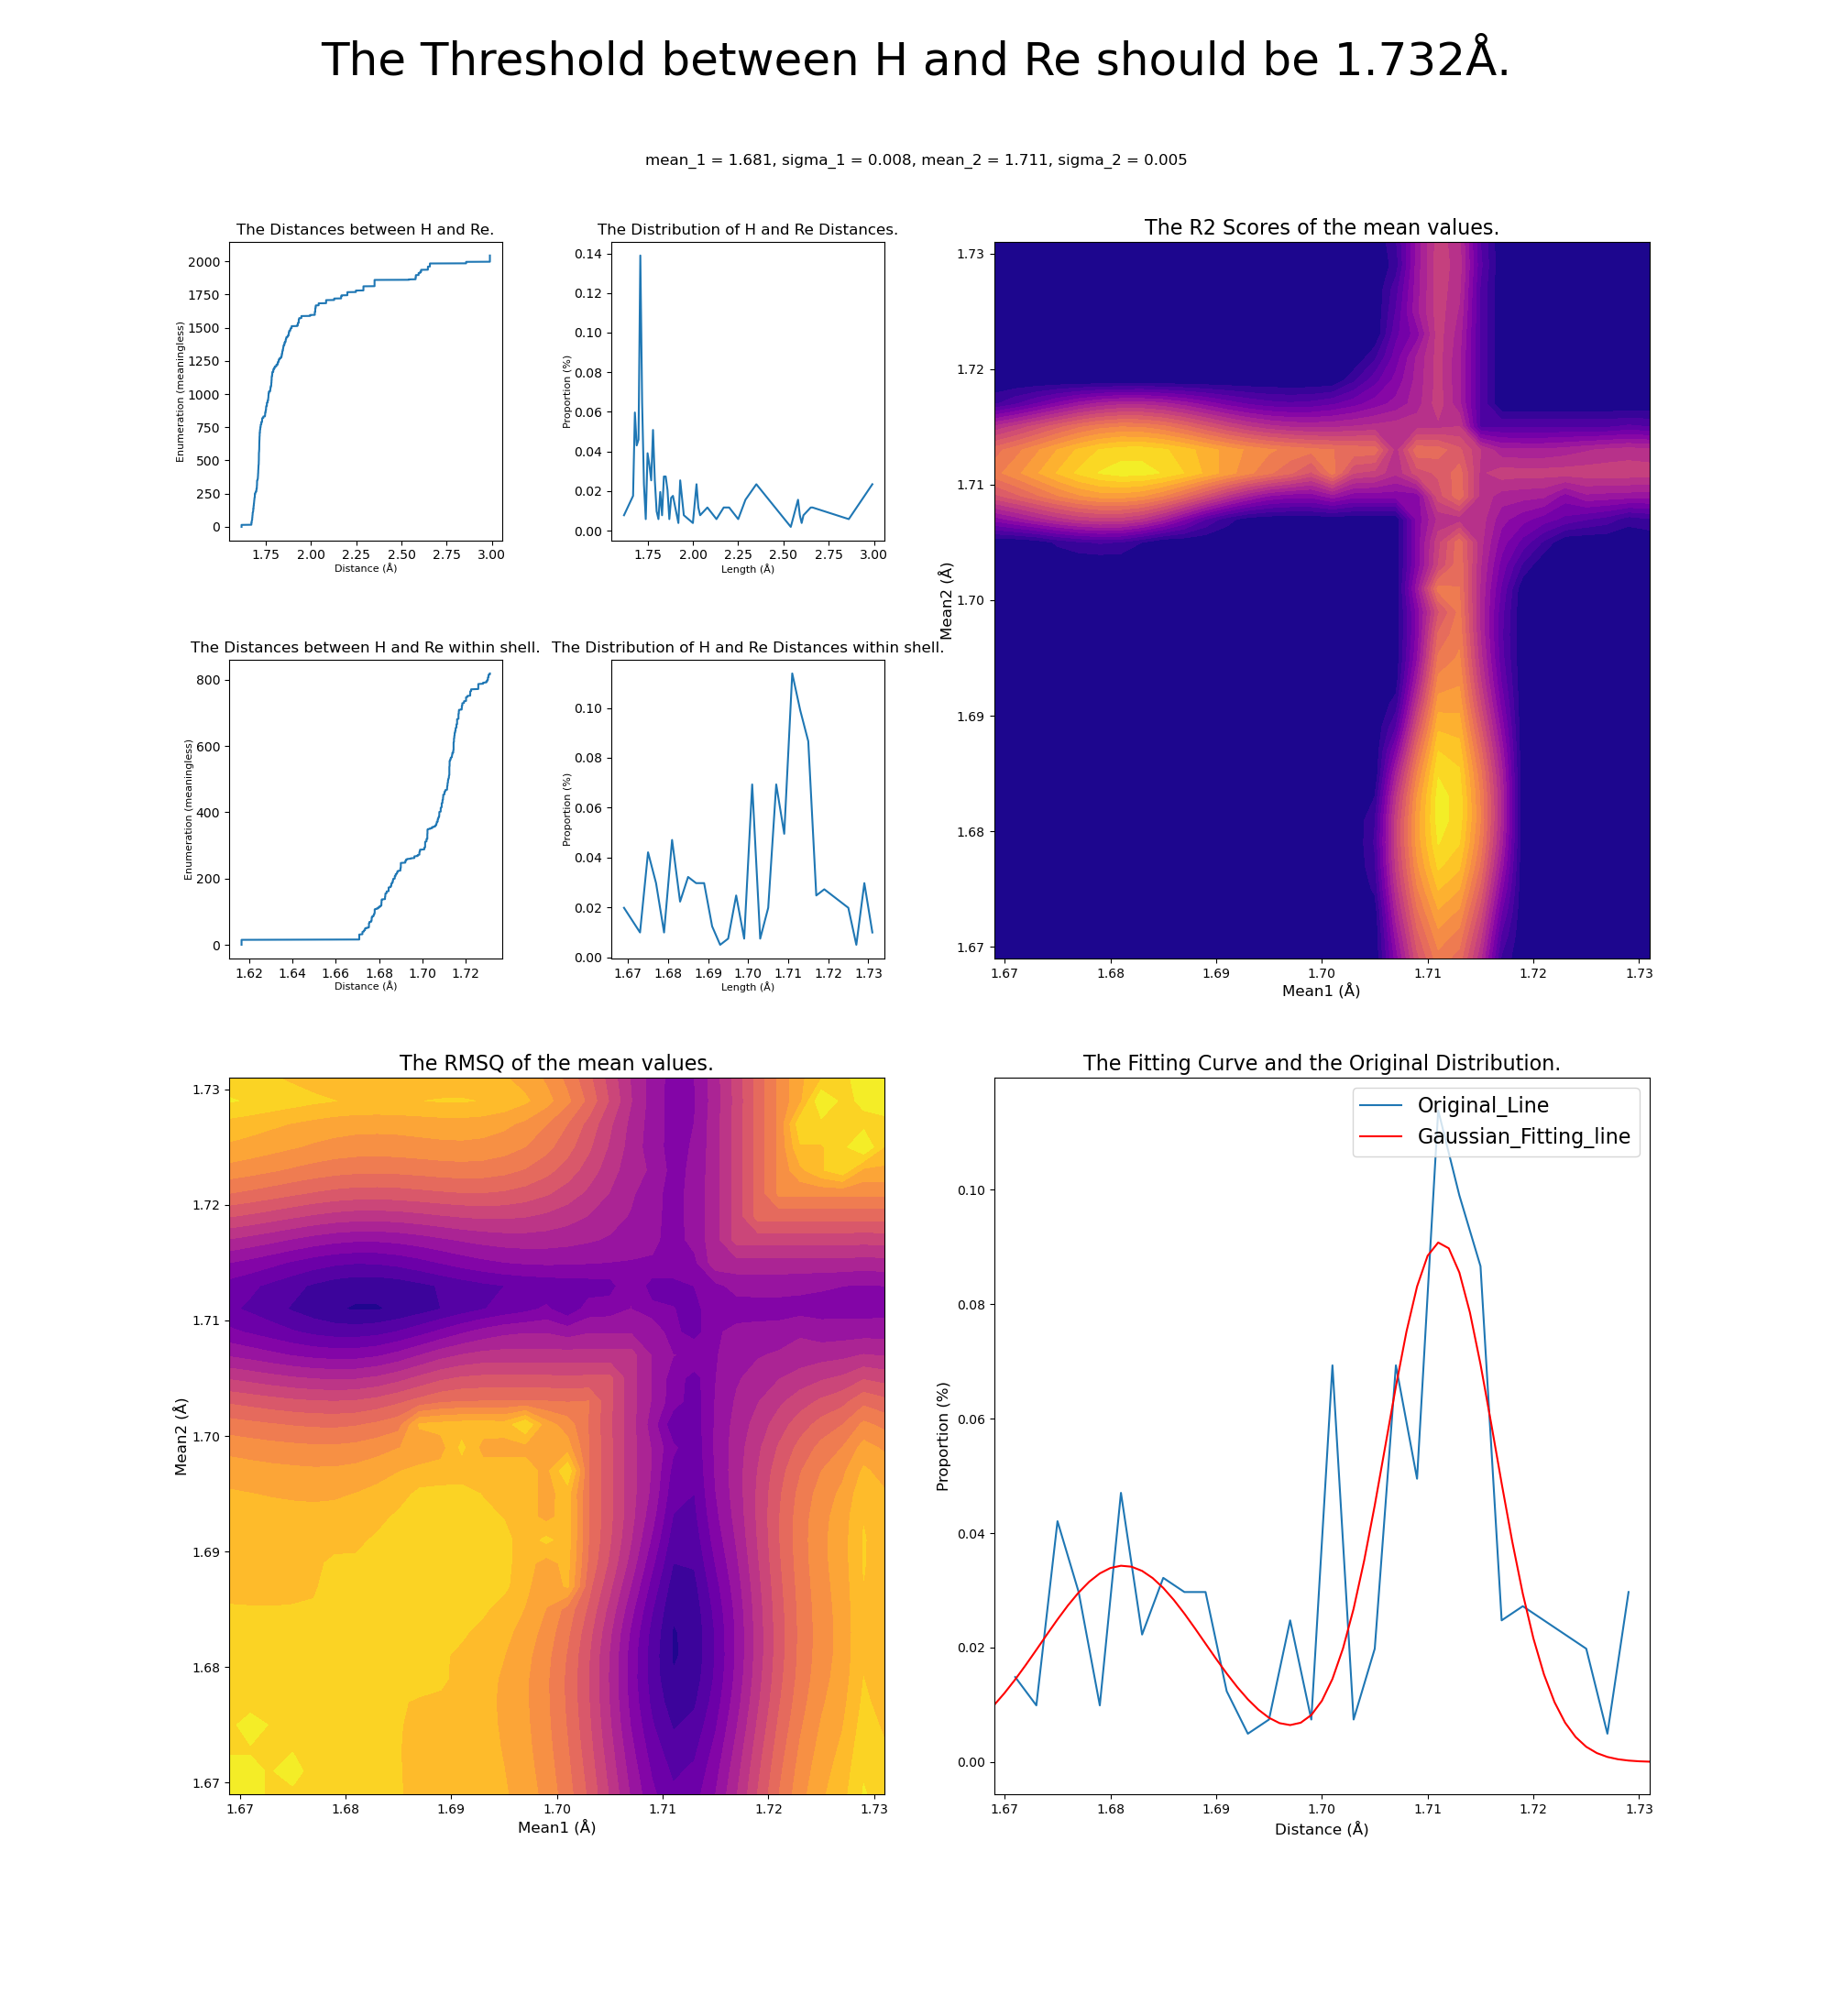 The Threshold between H and Re should be 1.732Å.
mean_1 = 1.681, sigma_1 = 0.008, mean_2 = 1.711, sigma_2 = 0.005
The Distances between H and Re.
2000
1750
1500
1250
1000
750
500
250
0
Enumeration (meaningless)
1.75 2.00 2.25 2.50 2.75 3.00
Distance (Å)
The Distribution of H and Re Distances.
0.14
0.12
0.10
0.08
0.06
0.04
0.02
0.00
Proportion (%)
1.75 2.00 2.25 2.50 2.75 3.00
Length (Å)
The R2 Scores of the mean values.
1.73
1.72
1.71
1.70
1.69
1.68
1.67
Mean2 (Å)
1.67 1.68 1.69 1.70 1.71 1.72 1.73
Mean1 (Å)
The Distances between H and Re within shell.
800
600
400
200
0
Enumeration (meaningless)
1.62 1.64 1.66 1.68 1.70 1.72
Distance (Å)
The Distribution of H and Re Distances within shell.
0.10
0.08
0.06
0.04
0.02
0.00
Proportion (%)
1.67 1.68 1.69 1.70 1.71 1.72 1.73
Length (Å)
The RMSQ of the mean values.
1.73
1.72
1.71
1.70
1.69
1.68
1.67
Mean2 (Å)
1.67 1.68 1.69 1.70 1.71 1.72 1.73
Mean1 (Å)
The Fitting Curve and the Original Distribution.
Original_Line
Gaussian_Fitting_line
0.10
0.08
0.06
0.04
0.02
0.00
Proportion (%)
1.67 1.68 1.69 1.70 1.71 1.72 1.73
Distance (Å)